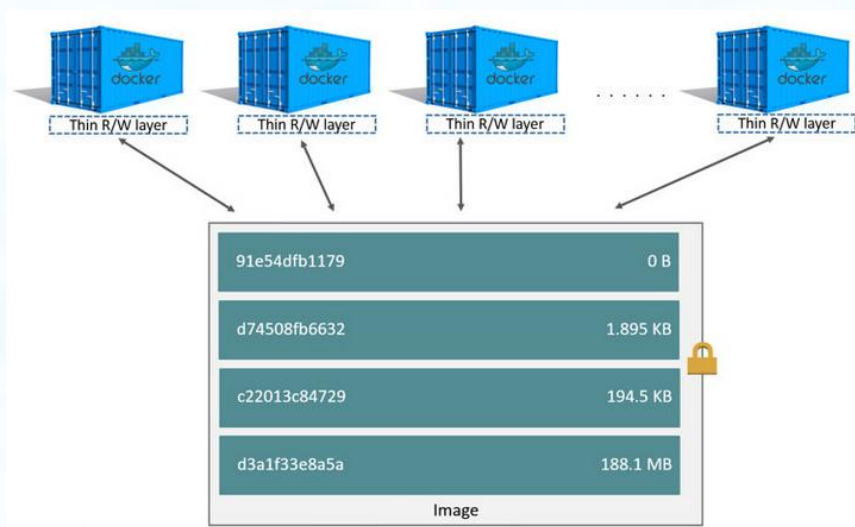 docker
docker
docker
. . . . . .
docker
Thin R/W layer
Thin R/W layer
Thin R/W layer
Thin R/W layer
91e54dfb1179 0 B
d74508fb6632 1.895 KB
c22013c84729 194.5 KB
d3a1f33e8a5a 188.1 MB
Image